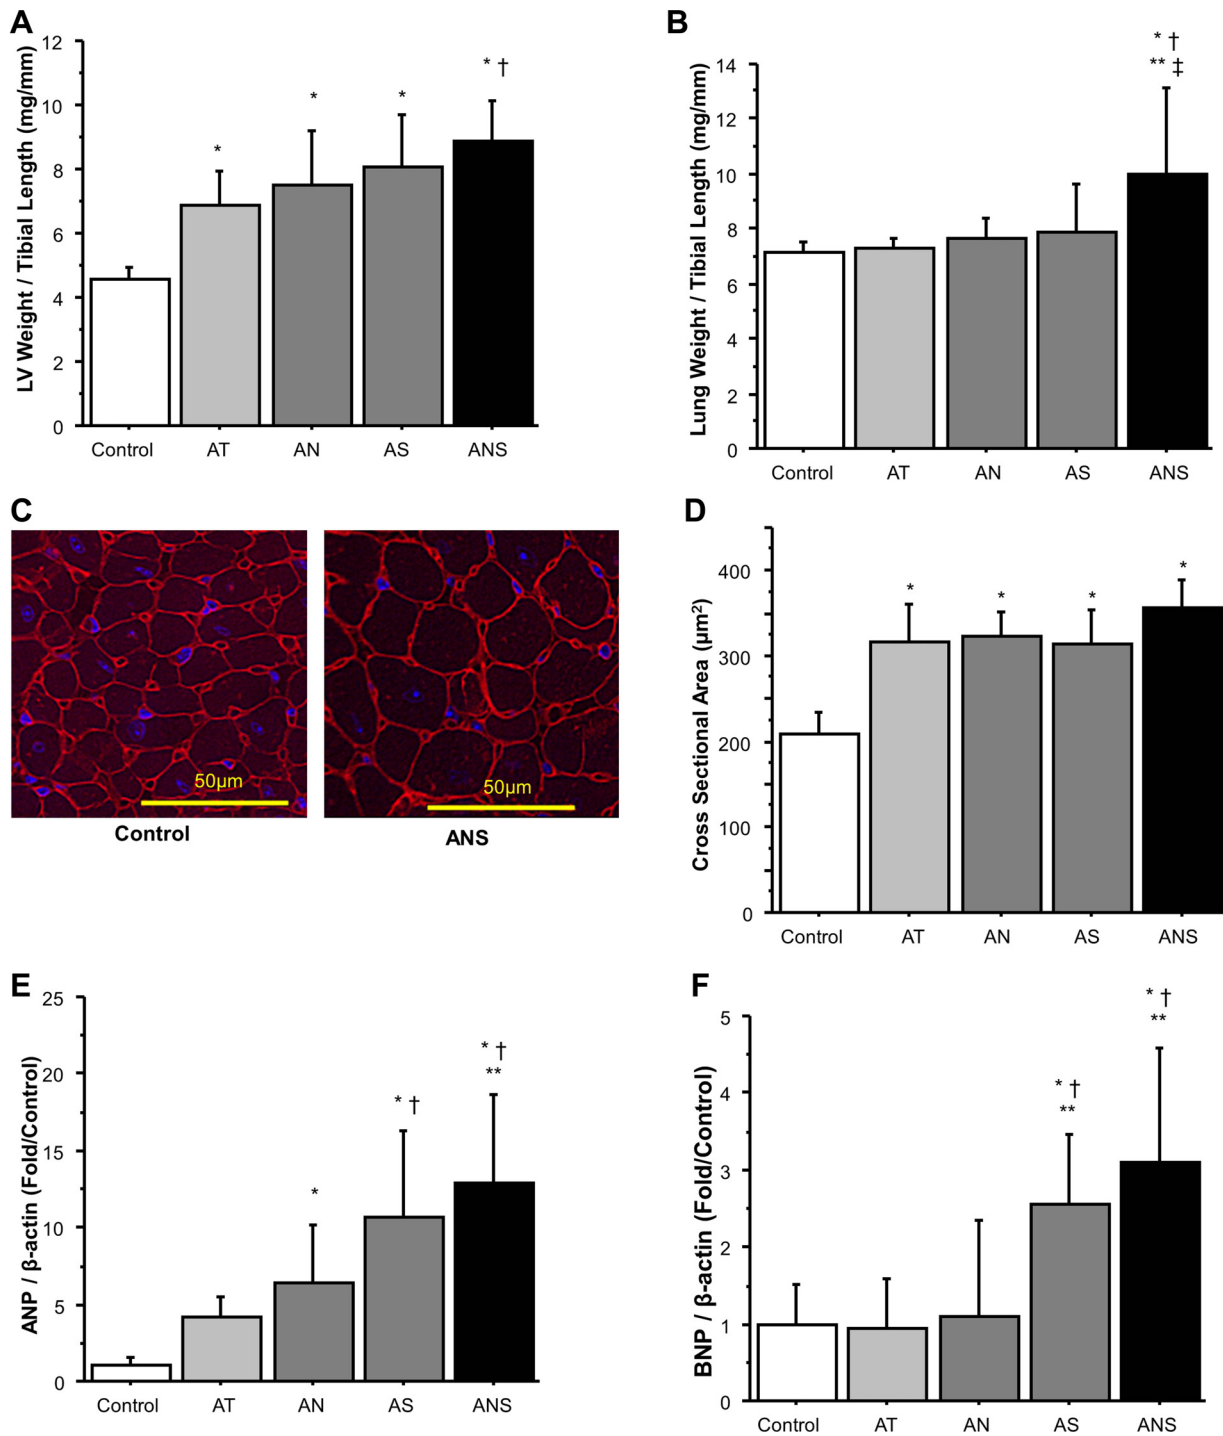 A
LV Weight / Tibial Length (mg/mm)
12
10
8
6
4
2
0
*
*
*
* †
Control AT AN AS ANS
B
Lung Weight / Tibial Length (mg/mm)
14
12
10
8
6
4
2
0
* †
** ‡
Control AT AN AS ANS
C
50µm
Control
50µm
ANS
D
Cross Sectional Area (µm²)
400
300
200
100
0
*
*
*
*
Control AT AN AS ANS
E
ANP / β-actin (Fold/Control)
25
20
15
10
5
0
*
* †
* †
**
Control AT AN AS ANS
F
BNP / β-actin (Fold/Control)
5
4
3
2
1
0
* †
**
* †
**
Control AT AN AS ANS